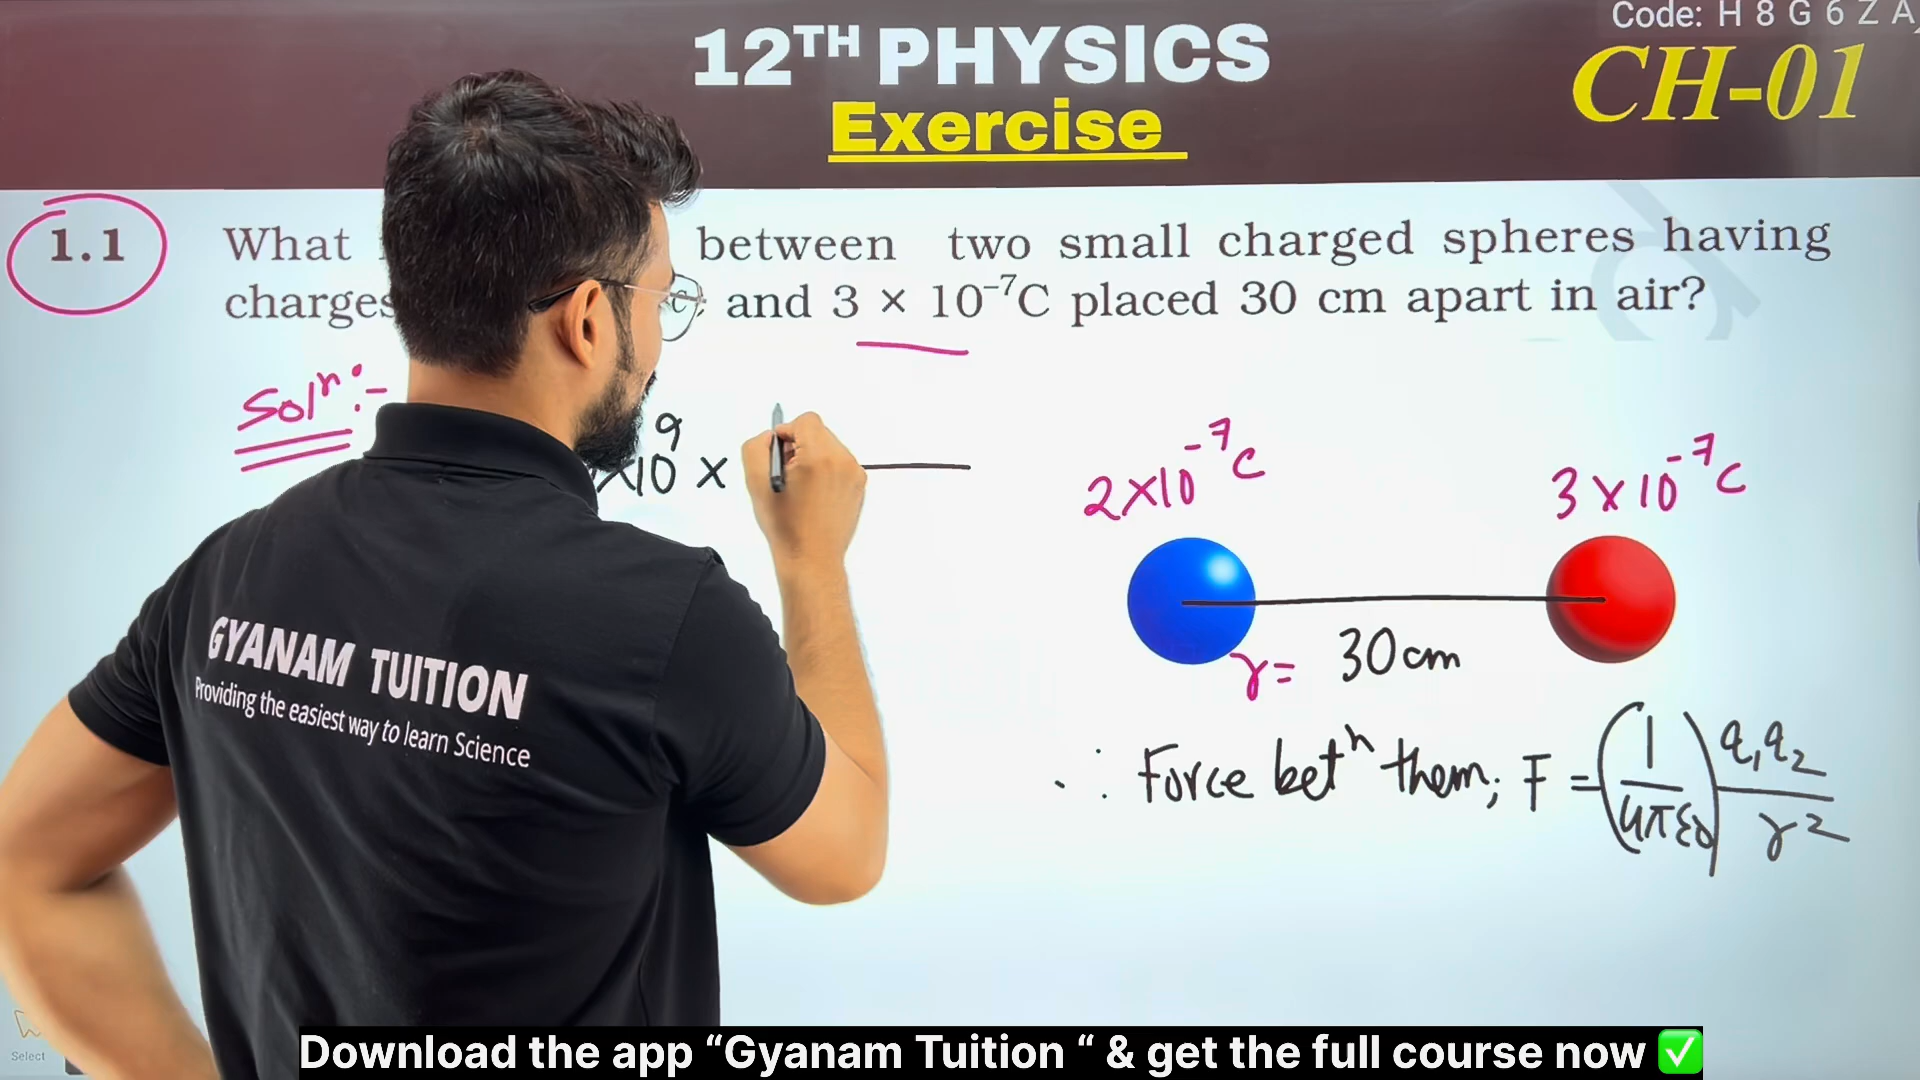 Code: H 8 G 6 Z A
12TH PHYSICS
CH-01
Exercise
1.1 What between two small charged spheres having
charges and 3 × 10⁻⁷C placed 30 cm apart in air?
Solⁿ:-
×10⁹ ×
2×10⁻⁷C
3×10⁻⁷C
r= 30cm
∴ Force betⁿ them; F = (1/4πε0) q1q2/r²
GYANAM TUITION
Providing the easiest way to learn Science
Select
Download the app “Gyanam Tuition “ & get the full course now ✅